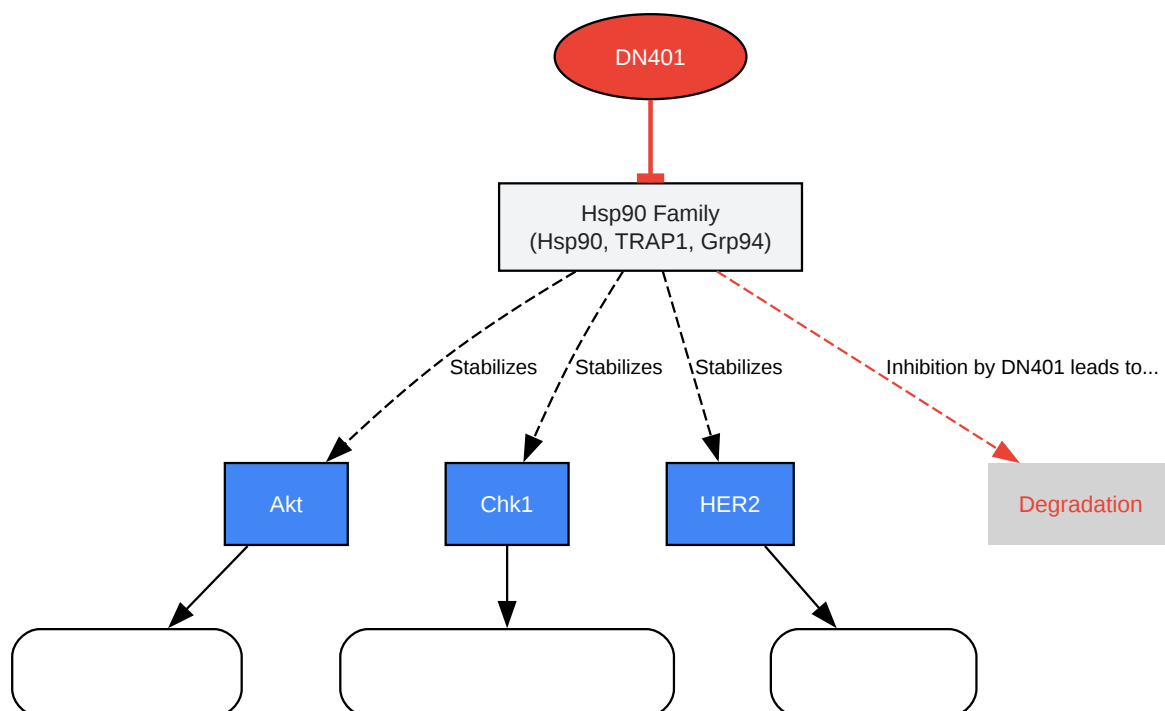 DN401
Hsp90 Family
(Hsp90, TRAP1, Grp94)
Stabilizes
Stabilizes
Stabilizes
Inhibition by DN401 leads to...
Akt
Chk1
HER2
Degradation